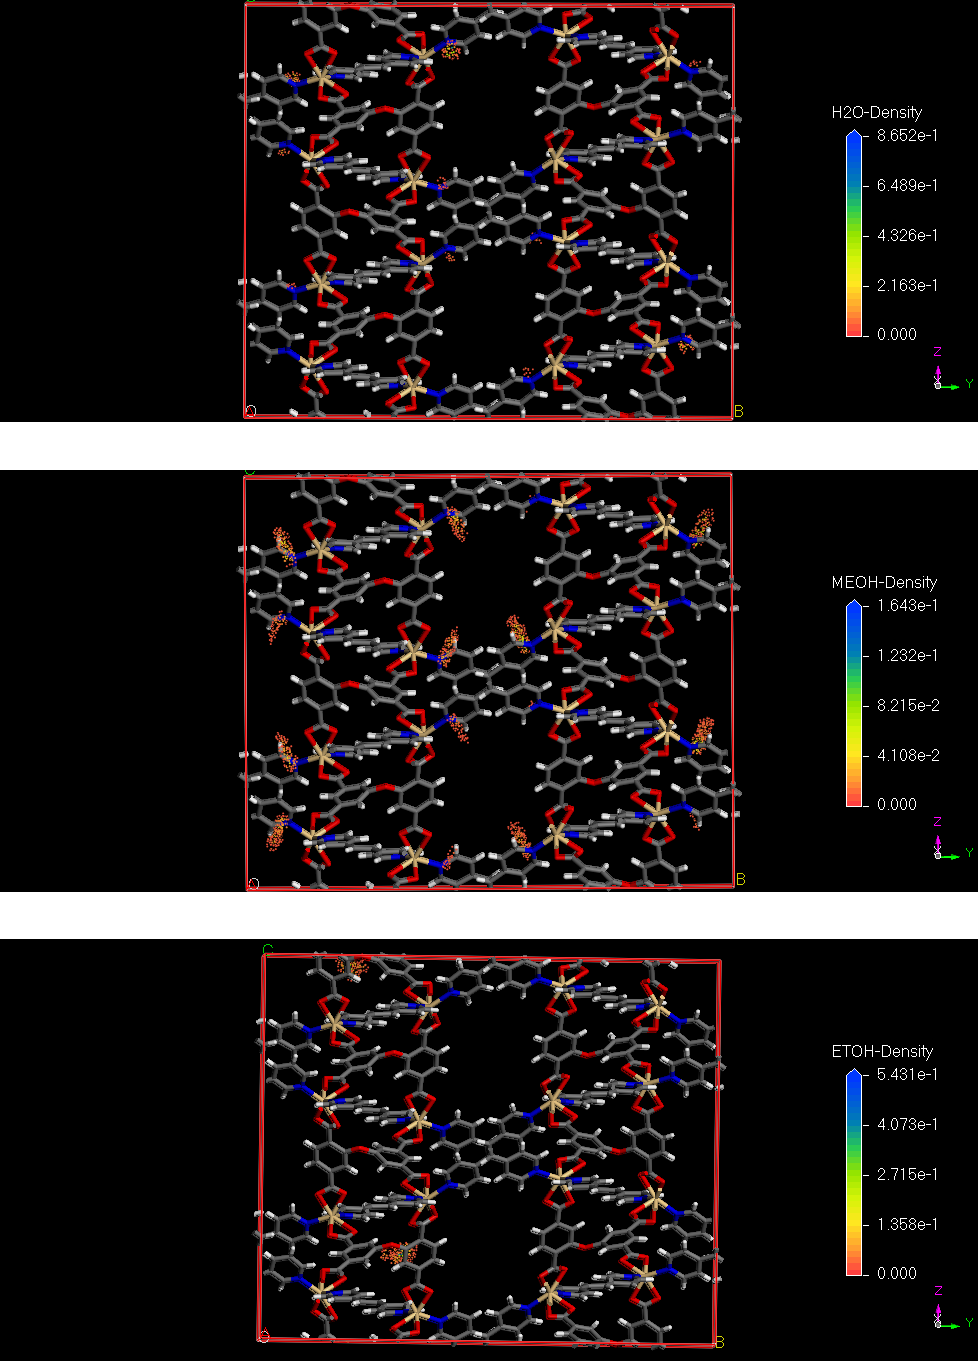 H2O-Density
8.652e-1
6.489e-1
4.326e-1
2.163e-1
0.000
Z
Y
O
B
MEOH-Density
1.643e-1
1.232e-1
8.215e-2
4.108e-2
0.000
Z
Y
O
B
C
ETOH-Density
5.431e-1
4.073e-1
2.715e-1
1.358e-1
0.000
Z
Y
O
B